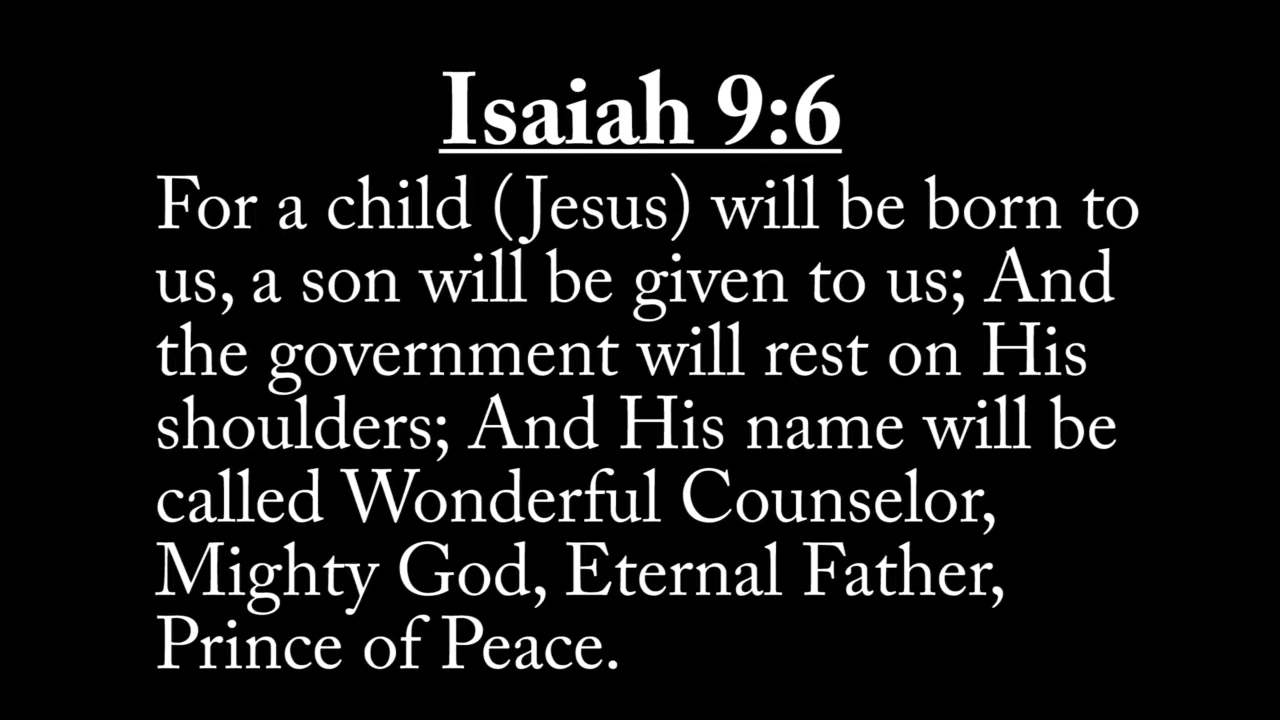 Isaiah 9:6
For a child (Jesus) will be born to
us, a son will be given to us; And
the government will rest on His
shoulders; And His name will be
called Wonderful Counselor,
Mighty God, Eternal Father,
Prince of Peace.